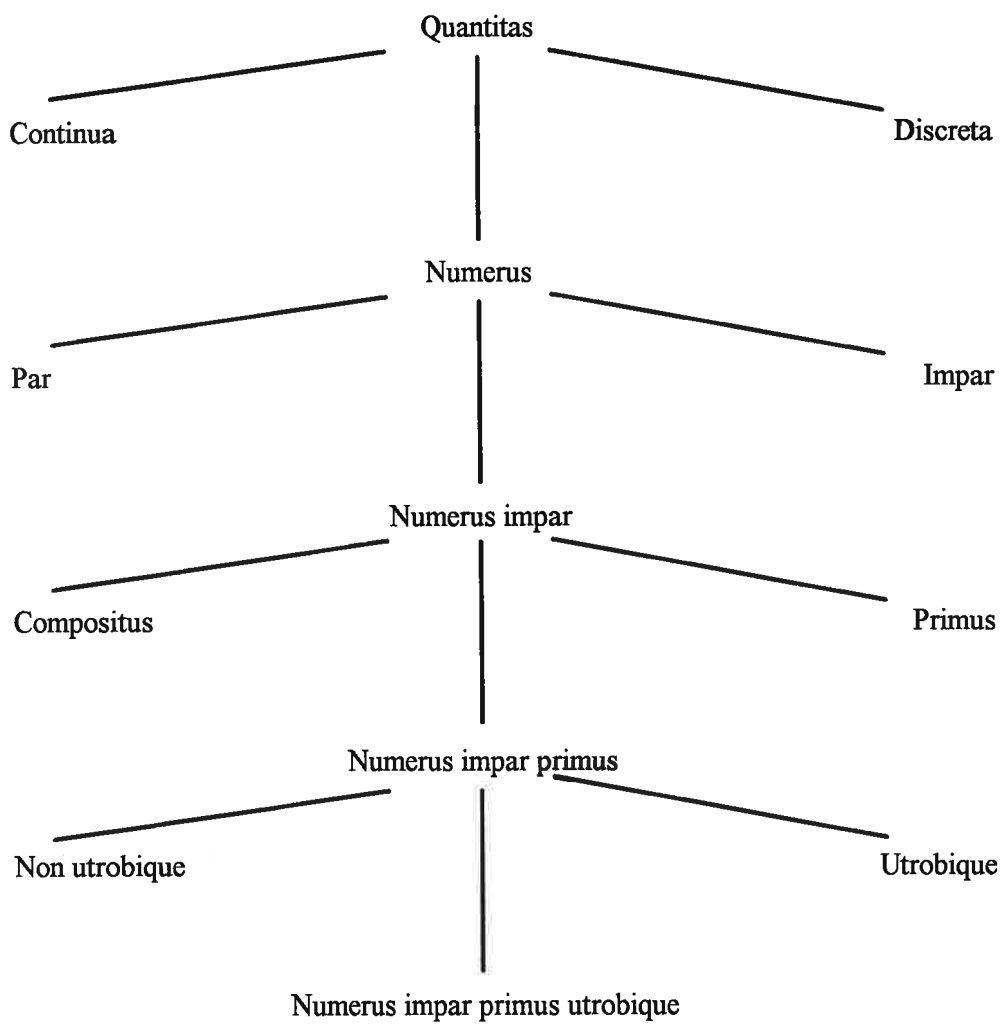 Quantitas
Continua
Discreta
Numerus
Par
Impar
Numerus impar
Compositus
Primus
Numerus impar primus
Non utrobique
Utrobique
Numerus impar primus utrobique